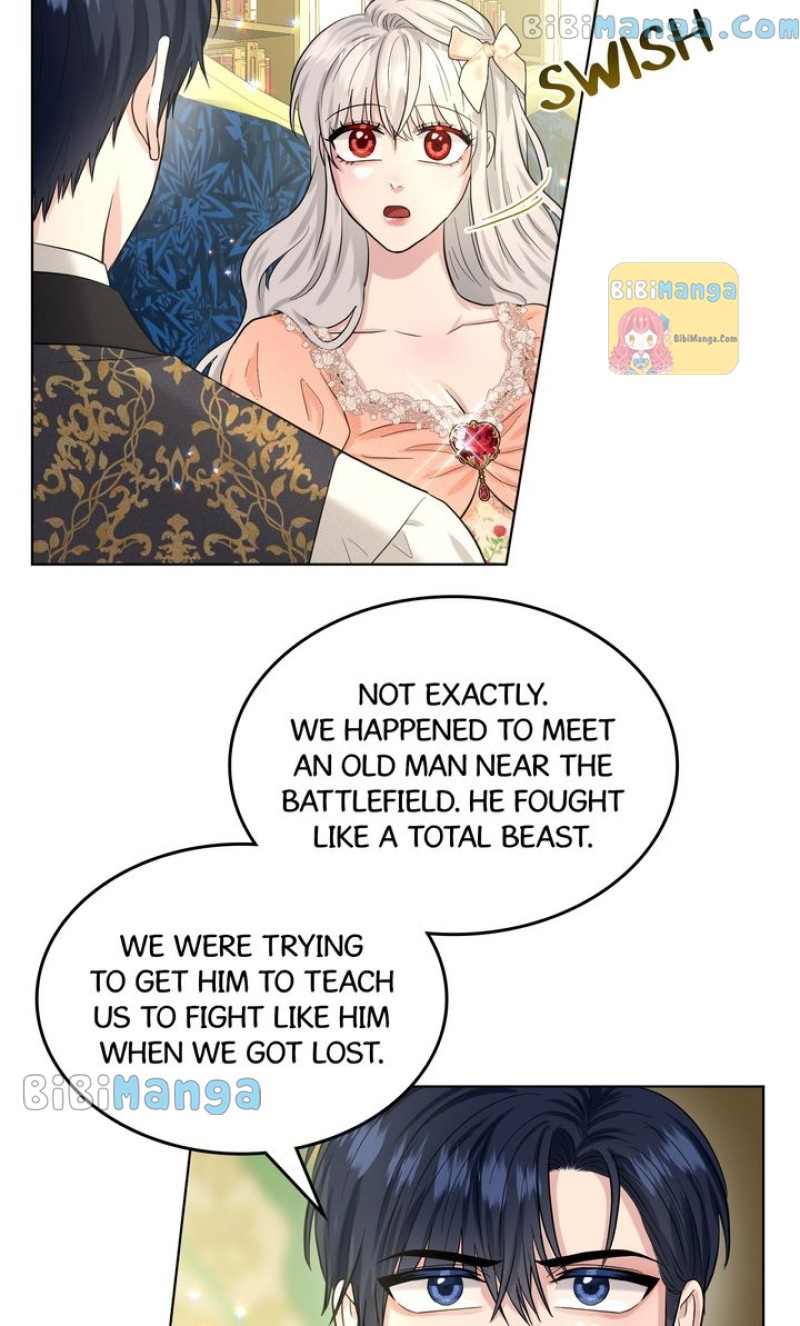 BiBiManga.Com
SWISH
BiBiManga
BibiManga.Com
NOT EXACTLY.
WE HAPPENED TO MEET
AN OLD MAN NEAR THE
BATTLEFIELD. HE FOUGHT
LIKE A TOTAL BEAST.
WE WERE TRYING
TO GET HIM TO TEACH
US TO FIGHT LIKE HIM
WHEN WE GOT LOST.
BiBiManga